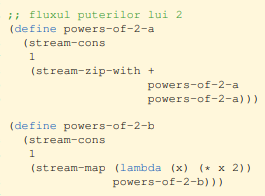 ;; fluxul puterilor lui 2
(define powers-of-2-a
(stream-cons
1
(stream-zip-with +
powers-of-2-a
powers-of-2-a)))
(define powers-of-2-b
(stream-cons
1
(stream-map (lambda (x) (* x 2))
powers-of-2-b)))